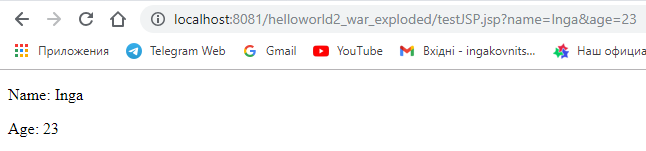 localhost:8081/helloworld2_war_exploded/testJSP.jsp?name=Inga&age=23
Приложения Telegram Web Gmail YouTube Вхідні - ingakovnits... Наш официа
Name: Inga
Age: 23